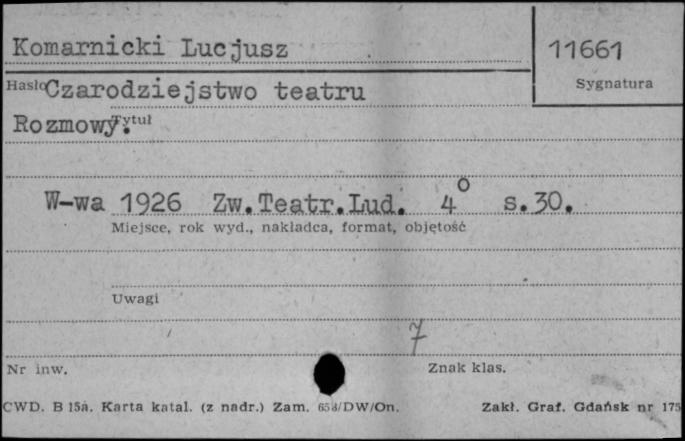 Komarnicki Lucjusz
11661
Hasło
Sygnatura
Czarodziejstwo teatru
Rozmowy.
Tytuł
W-wa 1926 Zw.Teatr.Lud. 4° s.30.
Miejsce, rok wyd., nakładca, format, objętość
Uwagi
7
Nr inw.
Znak klas.
CWD. B 15a. Karta katal. (z nadr.) Zam. /DW/On.
Zakł. Graf. Gdańsk nr 175